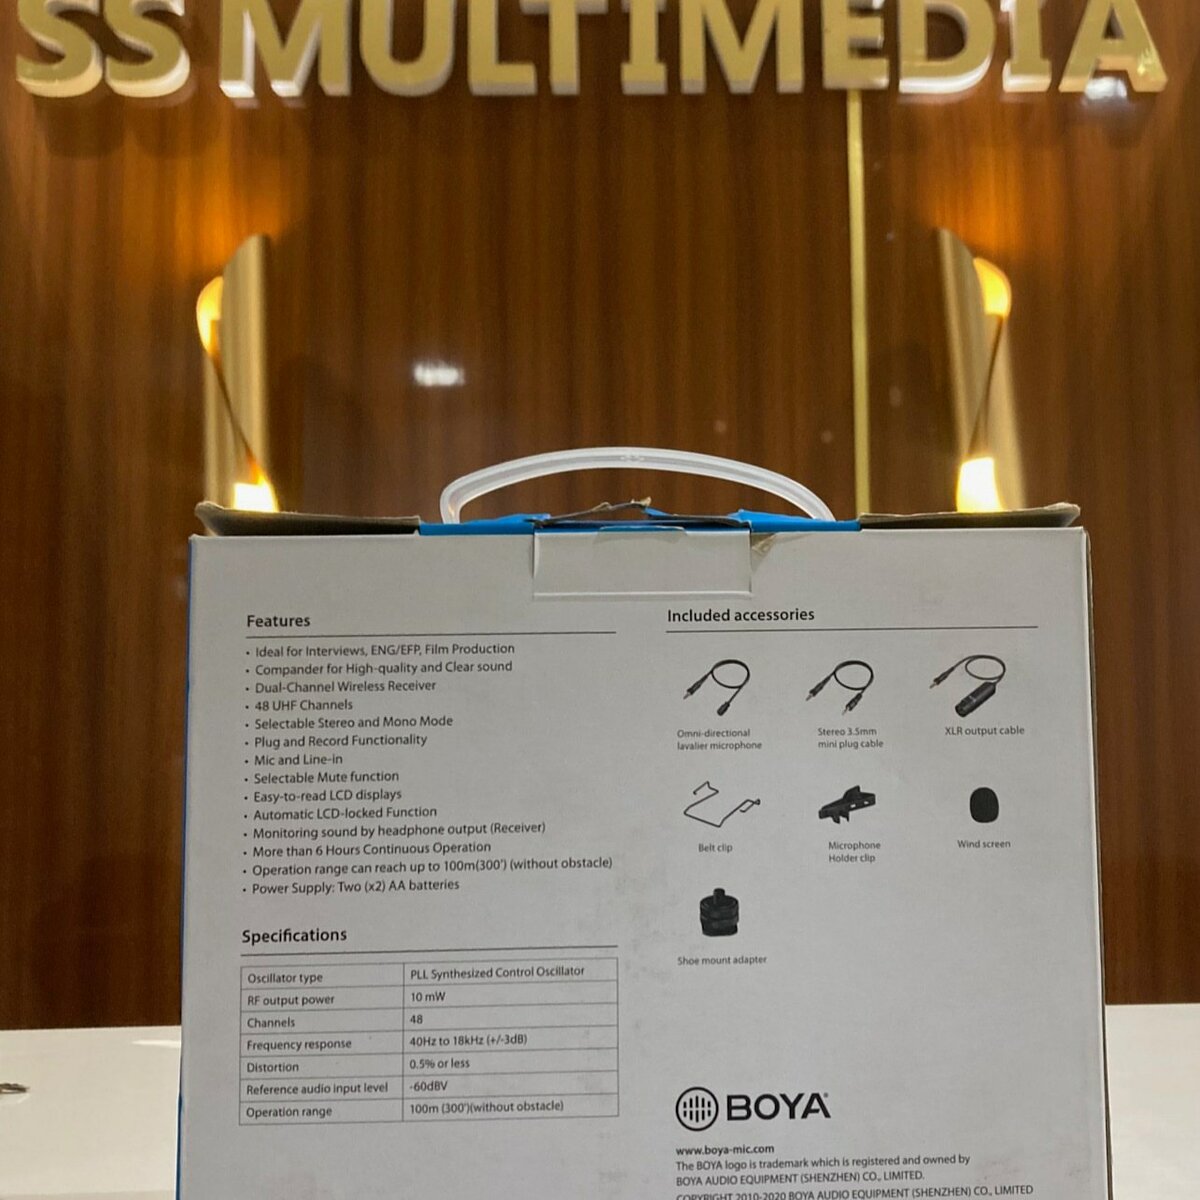 SS MULTIMEDIA
Features
• Ideal for Interviews, ENG/EFP, Film Production
• Compander for High-quality and Clear sound
• Dual-Channel Wireless Receiver
• 48 UHF Channels
• Selectable Stereo and Mono Mode
• Plug and Record Functionality
• Mic and Line-in
• Selectable Mute function
• Easy-to-read LCD displays
• Automatic LCD-locked Function
• Monitoring sound by headphone output (Receiver)
• More than 6 Hours Continuous Operation
• Operation range can reach up to 100m(300') (without obstacle)
• Power Supply: Two (x2) AA batteries
Specifications
Oscillator type PLL Synthesized Control Oscillator
RF output power 10 mW
Channels 48
Frequency response 40Hz to 18kHz (+/-3dB)
Distortion 0.5% or less
Reference audio input level -60dBV
Operation range 100m (300')(without obstacle)
Included accessories
Omni-directional
lavalier microphone
Stereo 3.5mm
mini plug cable
XLR output cable
Belt clip
Microphone
Holder clip
Wind screen
Shoe mount adapter
BOYA
www.boya-mic.com
The BOYA logo is trademark which is registered and owned by
BOYA AUDIO EQUIPMENT (SHENZHEN) CO., LIMITED.
COPYRIGHT 2010-2020 BOYA AUDIO EQUIPMENT (SHENZHEN) CO., LIMITED